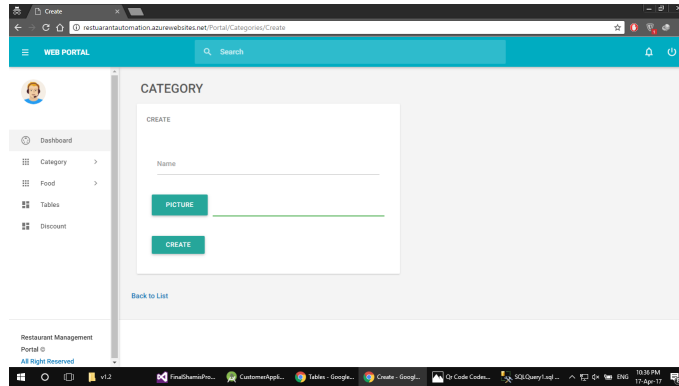 Create
restuarantautomation.azurewebsites.net/Portal/Categories/Create
WEB PORTAL
Search
CATEGORY
CREATE
Dashboard
Category
Food
Tables
Discount
Name
PICTURE
CREATE
Back to List
Restaurant Management
Portal ©
All Right Reserved
v1.2
FinalShamisPro...
CustomerAppli...
Tables - Google...
Create - Googl...
Qr Code Codes...
SQLQuery1.sql ...
ENG
10:36 PM
17-Apr-17